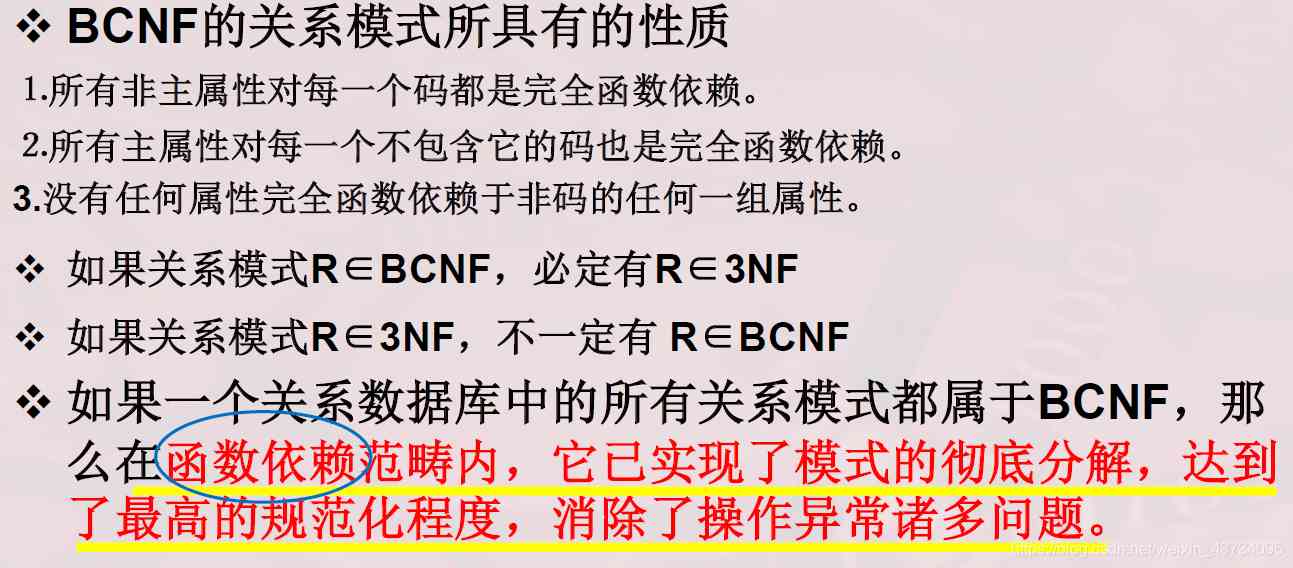 ❖ BCNF的关系模式所具有的性质
1.所有非主属性对每一个码都是完全函数依赖。
2.所有主属性对每一个不包含它的码也是完全函数依赖。
3.没有任何属性完全函数依赖于非码的任何一组属性。
❖ 如果关系模式R∈BCNF，必定有R∈3NF
❖ 如果关系模式R∈3NF，不一定有 R∈BCNF
❖ 如果一个关系数据库中的所有关系模式都属于BCNF，那
么在函数依赖范畴内，它已实现了模式的彻底分解，达到
了最高的规范化程度，消除了操作异常诸多问题。